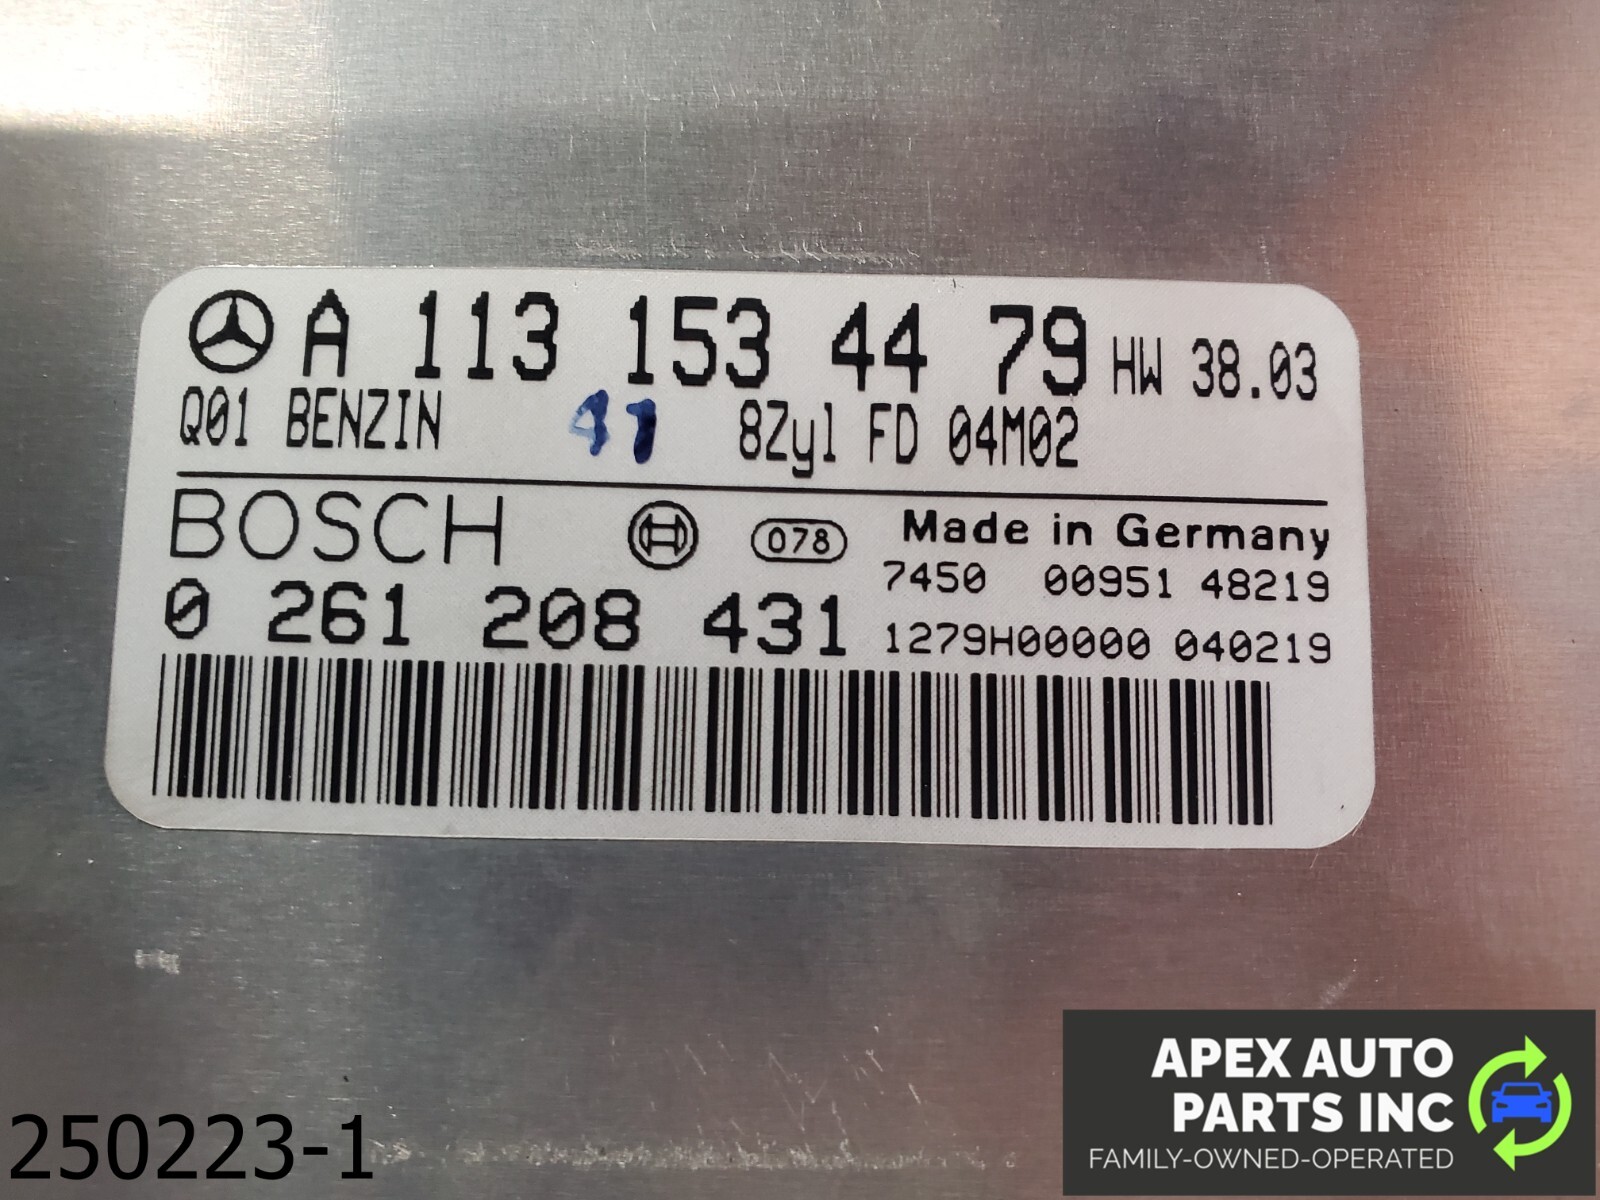 A 113 153 44 79 HW 38.03
Q01 BENZIN 41 8Zyl FD 04M02
BOSCH 078 Made in Germany
7450 00951 48219
0 261 208 431 1279H00000 040219
250223-1
APEX AUTO
PARTS INC
FAMILY-OWNED-OPERATED